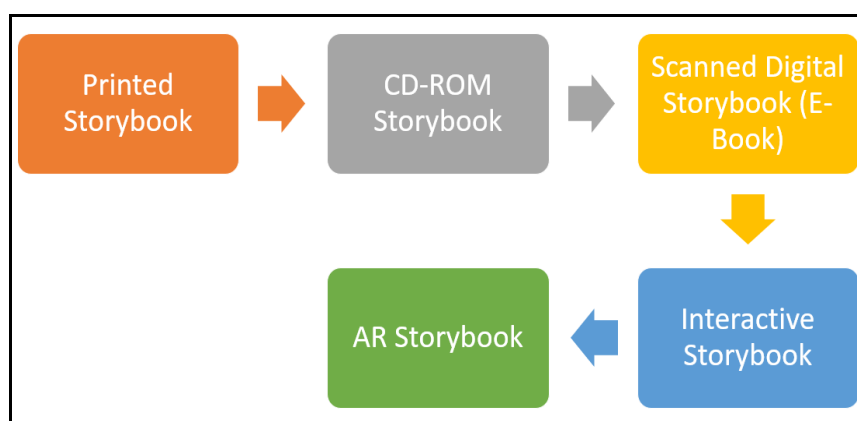 Printed
Storybook
CD-ROM
Storybook
Scanned Digital
Storybook (E-
Book)
Interactive
Storybook
AR Storybook